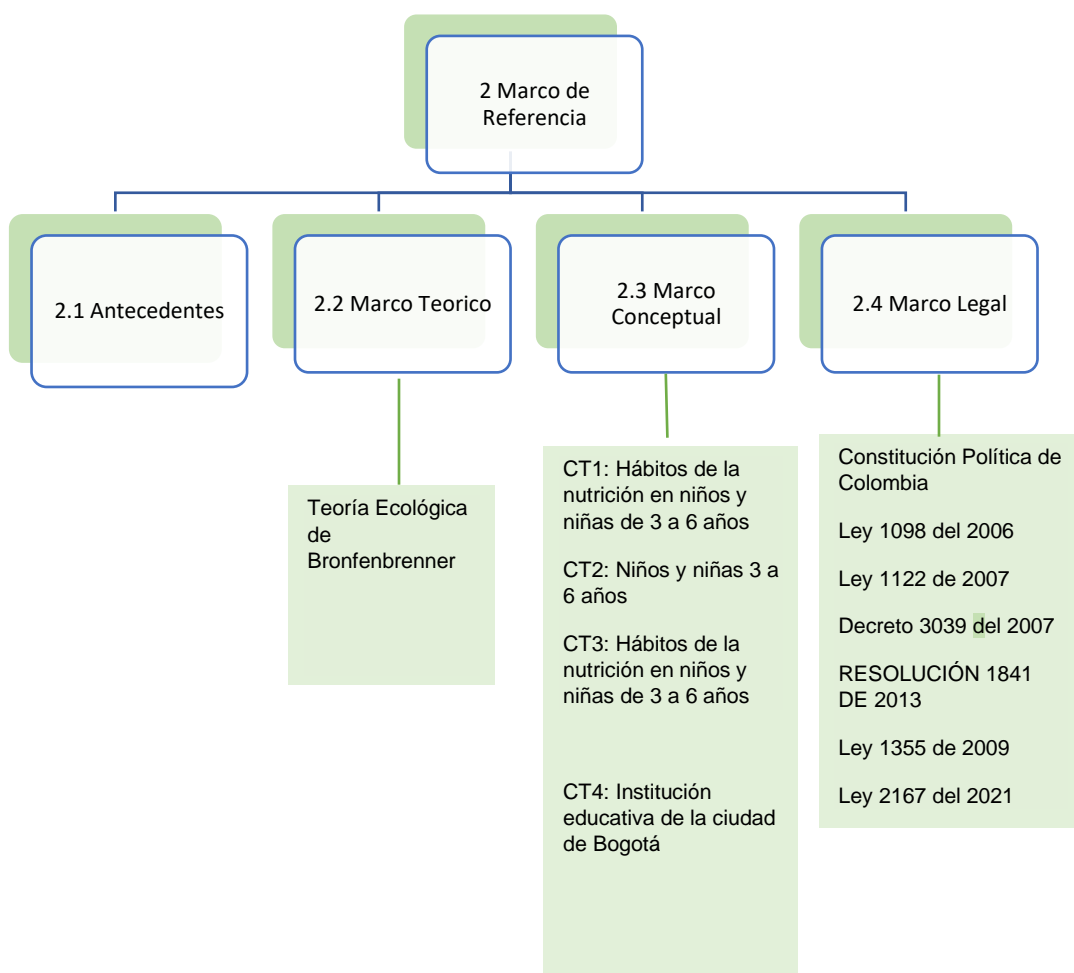 2 Marco de
Referencia
2.1 Antecedentes
2.2 Marco Teorico
2.3 Marco
Conceptual
2.4 Marco Legal
Teoría Ecológica
de
Bronfenbrenner
CT1: Hábitos de la
nutrición en niños y
niñas de 3 a 6 años
CT2: Niños y niñas 3 a
6 años
CT3: Hábitos de la
nutrición en niños y
niñas de 3 a 6 años
CT4: Institución
educativa de la ciudad
de Bogotá
Constitución Política de
Colombia
Ley 1098 del 2006
Ley 1122 de 2007
Decreto 3039 del 2007
RESOLUCIÓN 1841
DE 2013
Ley 1355 de 2009
Ley 2167 del 2021